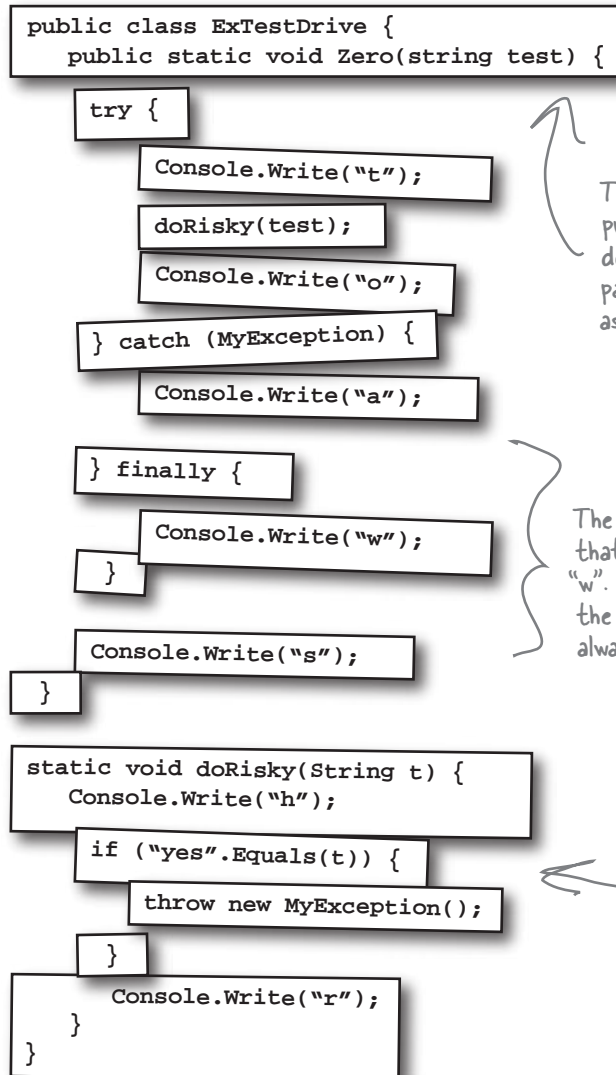 public class ExTestDrive {
public static void Zero(string test) {
try {
Console.Write(“t”);
doRisky(test);
Console.Write(“o”);
} catch (MyException) {
Console.Write(“a”);
} finally {
Console.Write(“w”);
}
Console.Write(“s”);
}
The
that
“w”.
the
alwa
static void doRisky(String t) {
Console.Write(“h”);
if (“yes”.Equals(t)) {
throw new MyException();
}
Console.Write(“r”);
}
}